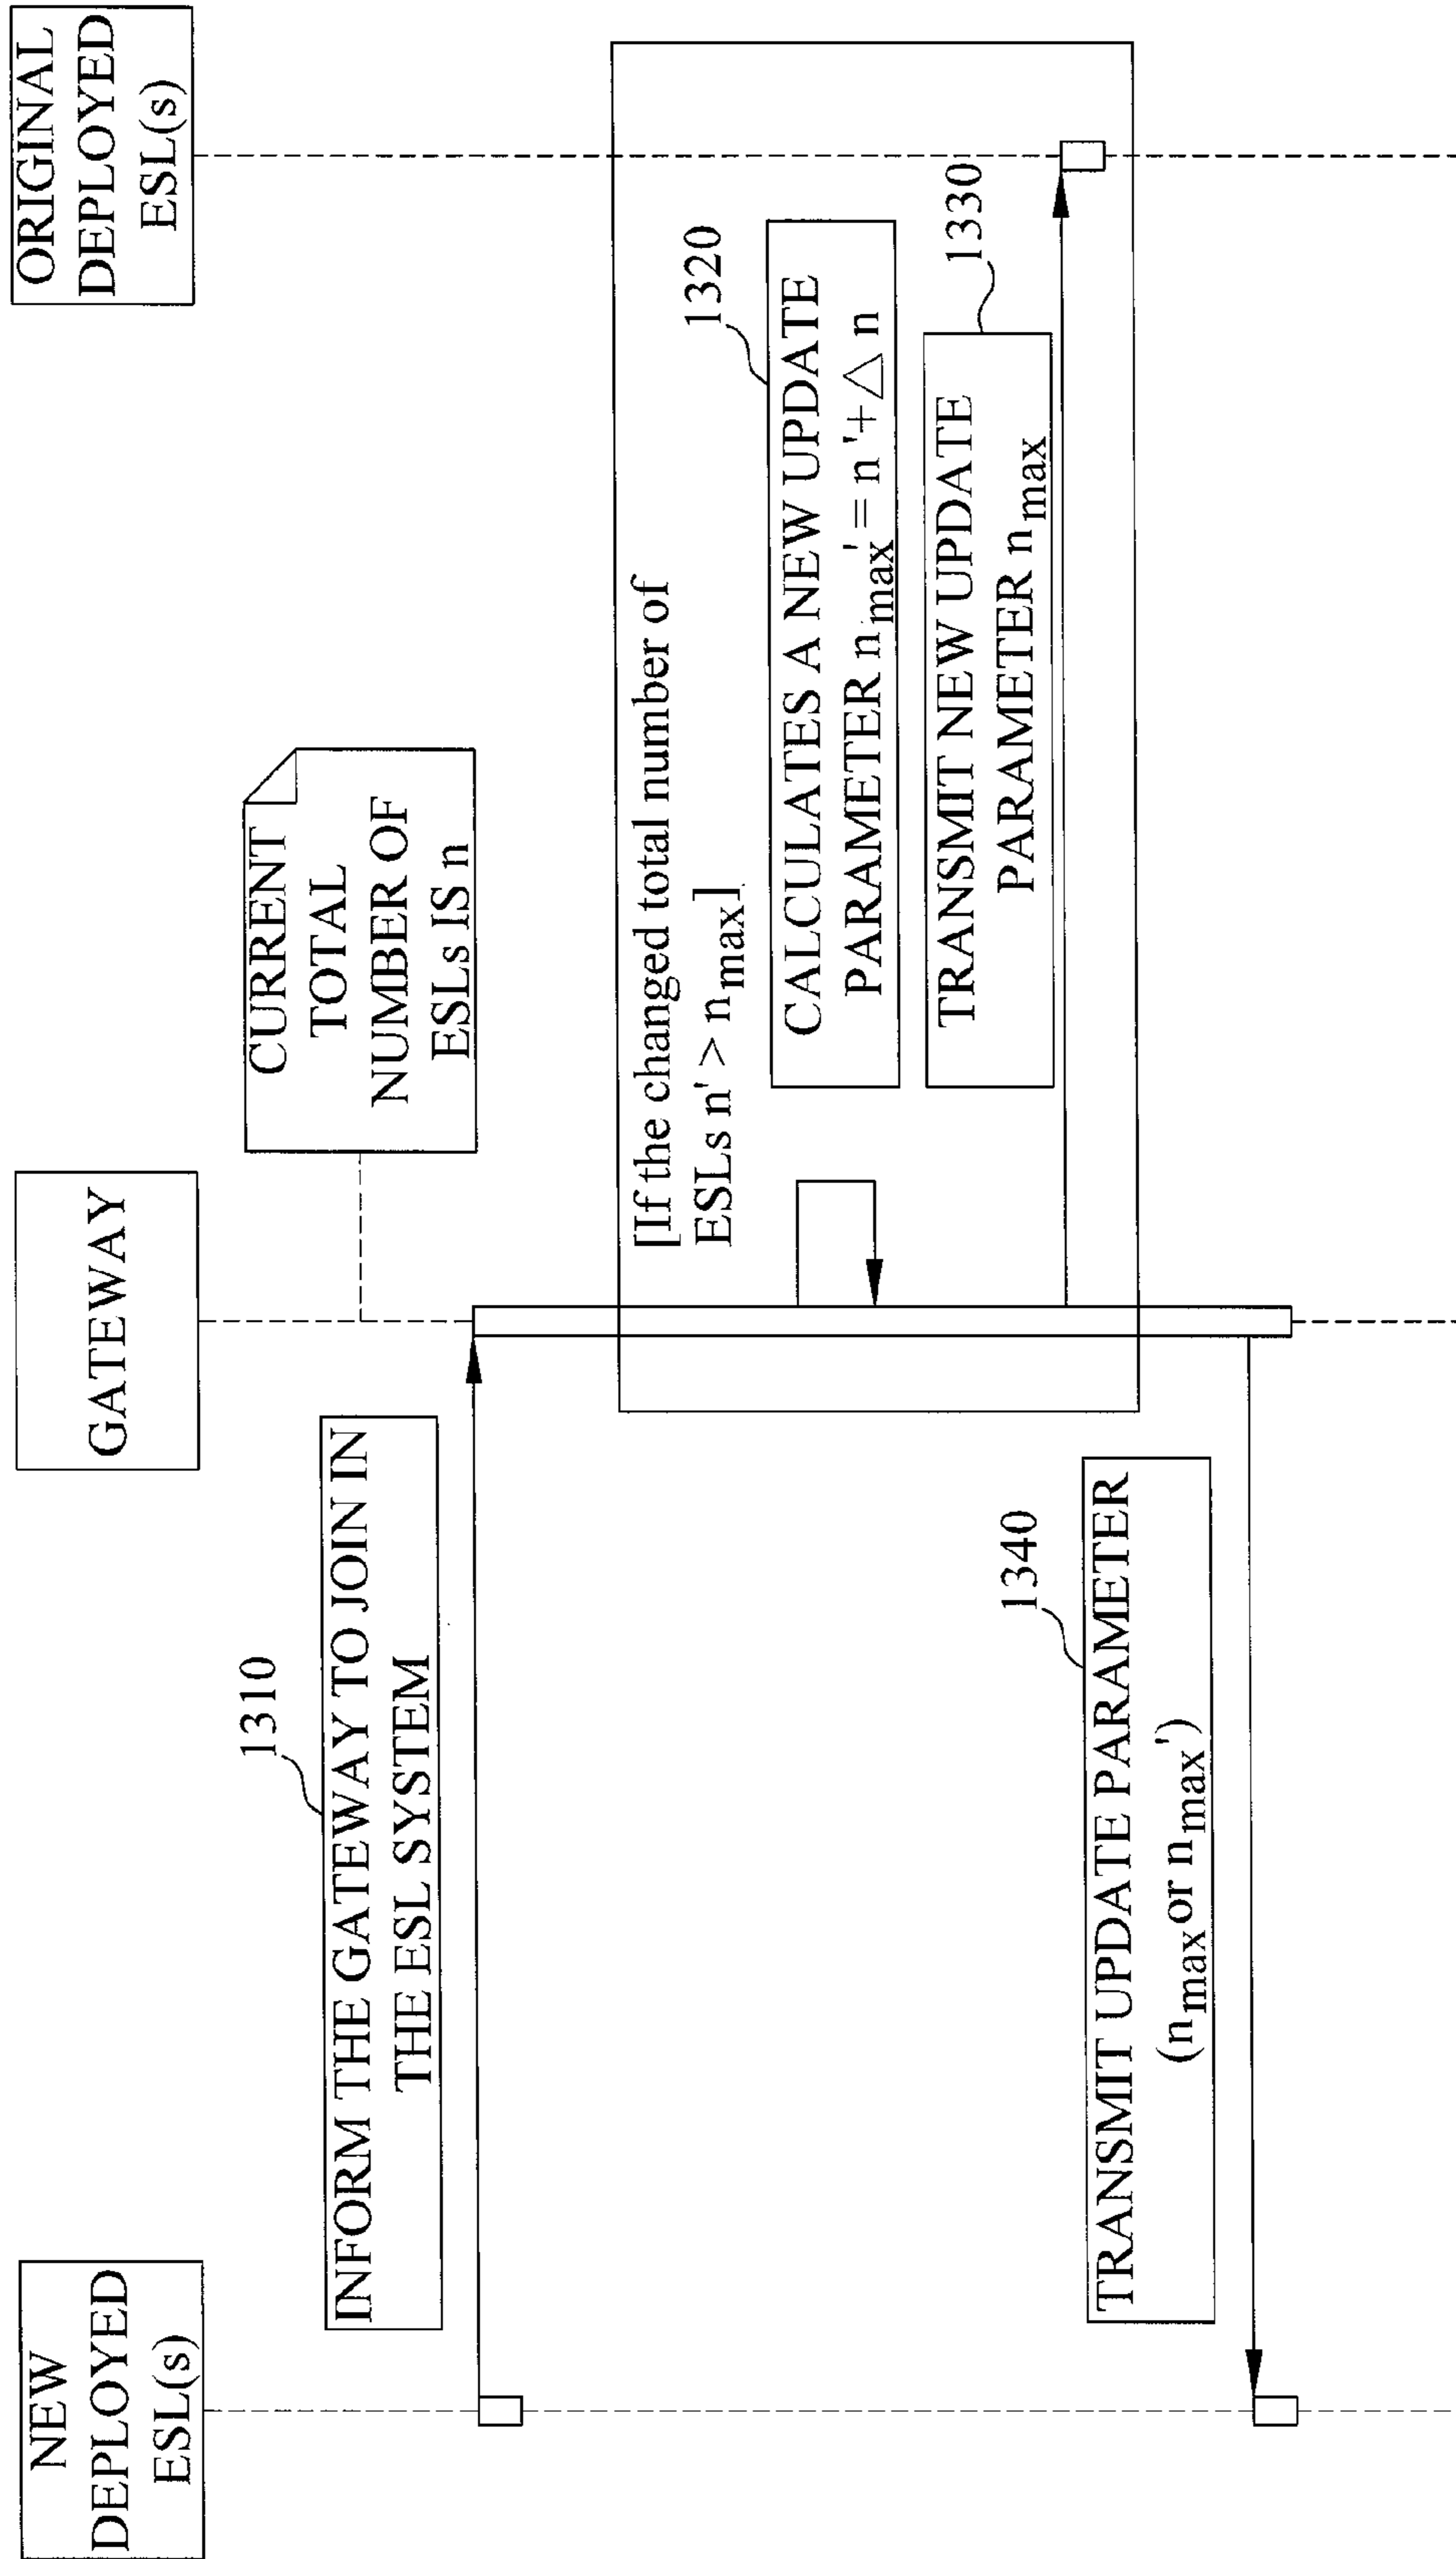 NEW
DEPLOYED
ESL(s)
GATEWAY
ORIGINAL
DEPLOYED
ESL(s)
CURRENT
TOTAL
NUMBER OF
ESLs IS n
1310
INFORM THE GATEWAY TO JOIN IN
THE ESL SYSTEM
[If the changed total number of
ESLs n' > nmax]
1320
CALCULATES A NEW UPDATE
PARAMETER nmax' = n'+△n
1330
TRANSMIT NEW UPDATE
PARAMETER nmax
1340
TRANSMIT UPDATE PARAMETER
(nmax or nmax')